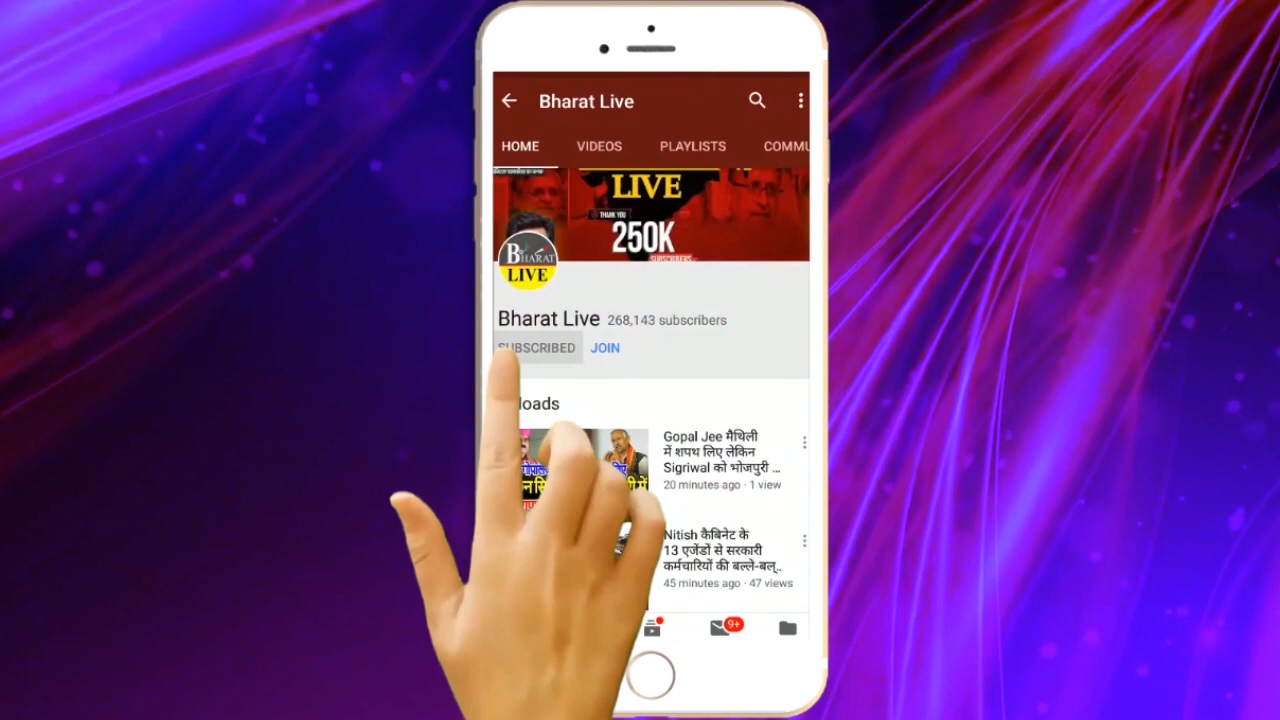 Bharat Live
HOME VIDEOS PLAYLISTS COMMU
LIVE
THANK YOU
250K
SUBSCRIBERS
BHARAT
LIVE
Bharat Live 268,143 subscribers
SUBSCRIBED JOIN
loads
Gopal Jee मैथिली
में शपथ लिए लेकिन
Sigriwal को भोजपुरी ...
20 minutes ago · 1 view
Nitish कैबिनेट के
13 एजेंडों से सरकारी
कर्मचारियों की बल्ले-बल्..
45 minutes ago · 47 views
9+